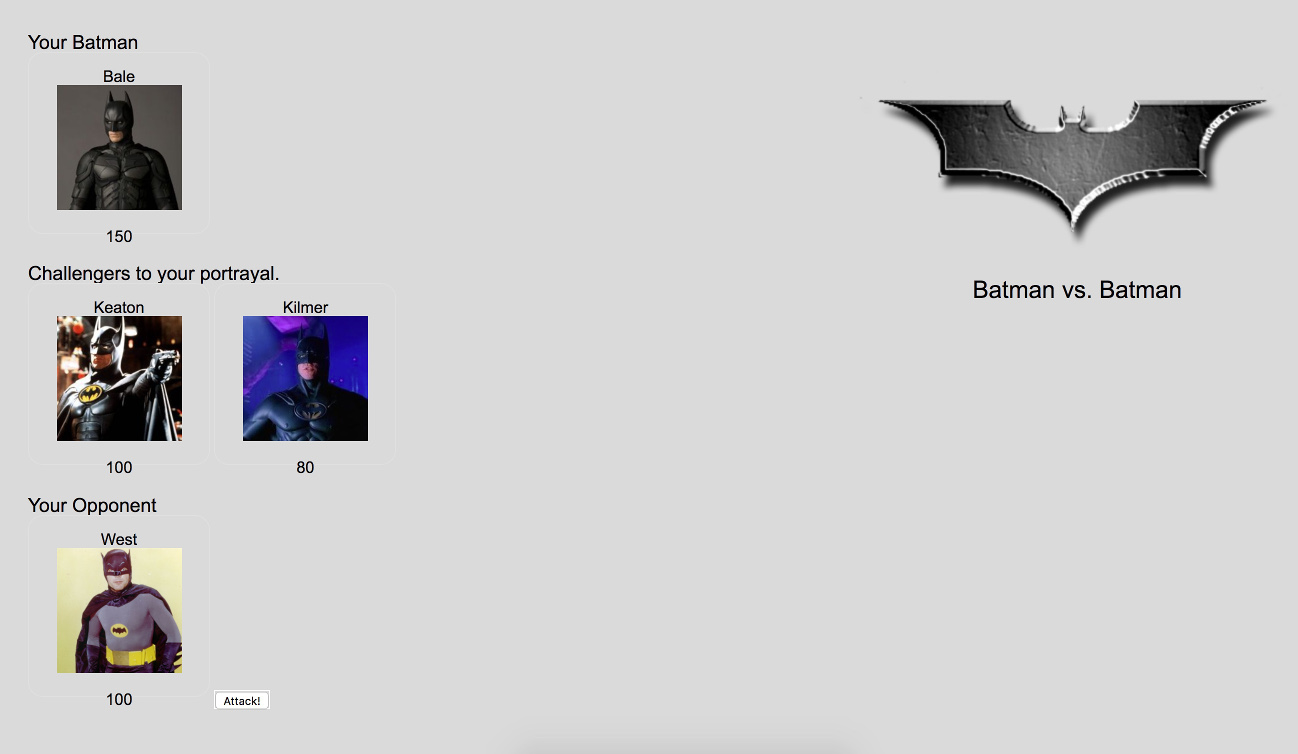 Your Batman
Bale
150
Challengers to your portrayal.
Keaton
Kilmer
100
80
Your Opponent
West
100
Attack!
Batman vs. Batman